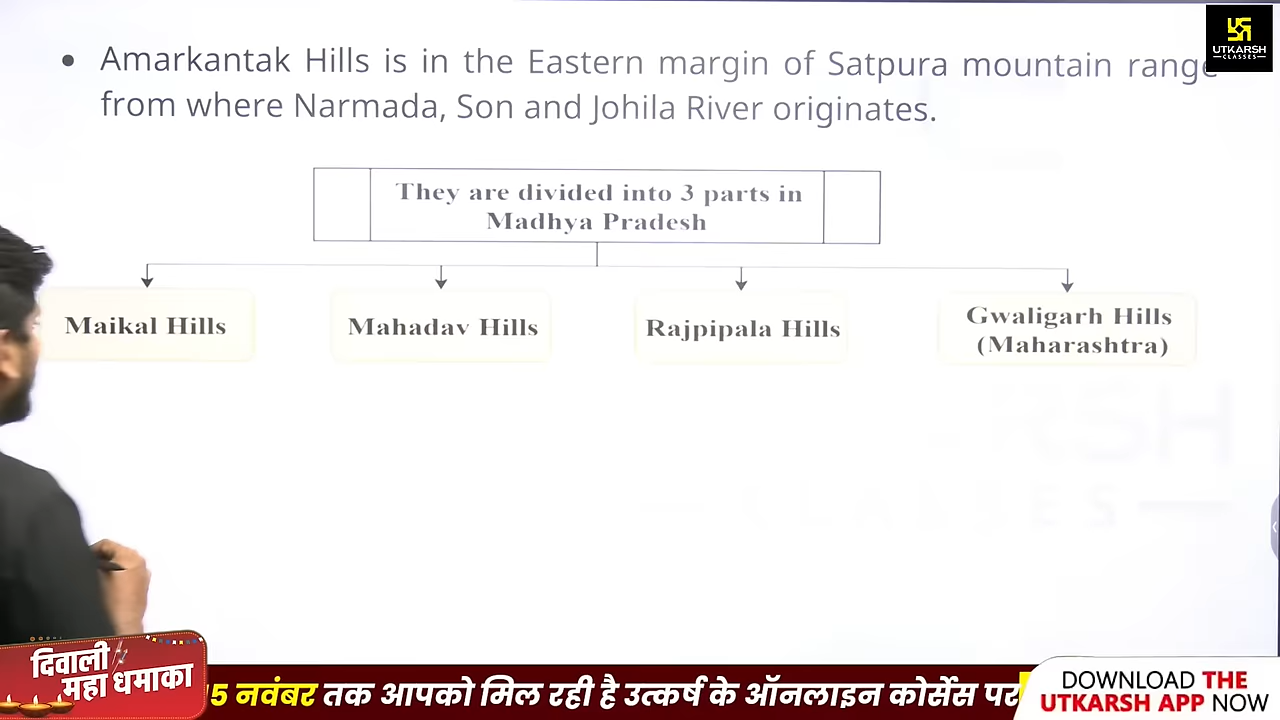 UTKARSH
CLASSES
• Amarkantak Hills is in the Eastern margin of Satpura mountain range
from where Narmada, Son and Johila River originates.
They are divided into 3 parts in
Madhya Pradesh
Maikal Hills
Mahadav Hills
Rajpipala Hills
Gwaligarh Hills
(Maharashtra)
दिवाली
महा धमाका
15 नवंबर तक आपको मिल रही है उत्कर्ष के ऑनलाइन कोर्सेस पर
DOWNLOAD THE
UTKARSH APP NOW